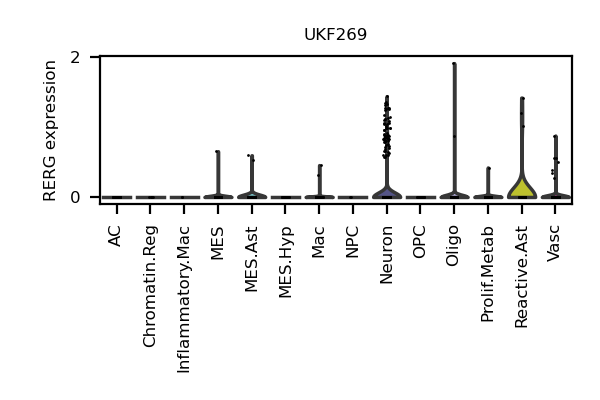 UKF269
RERG expression
2
0
AC
Chromatin.Reg
Inflammatory.Mac
MES
MES.Ast
MES.Hyp
Mac
NPC
Neuron
OPC
Oligo
Prolif.Metab
Reactive.Ast
Vasc